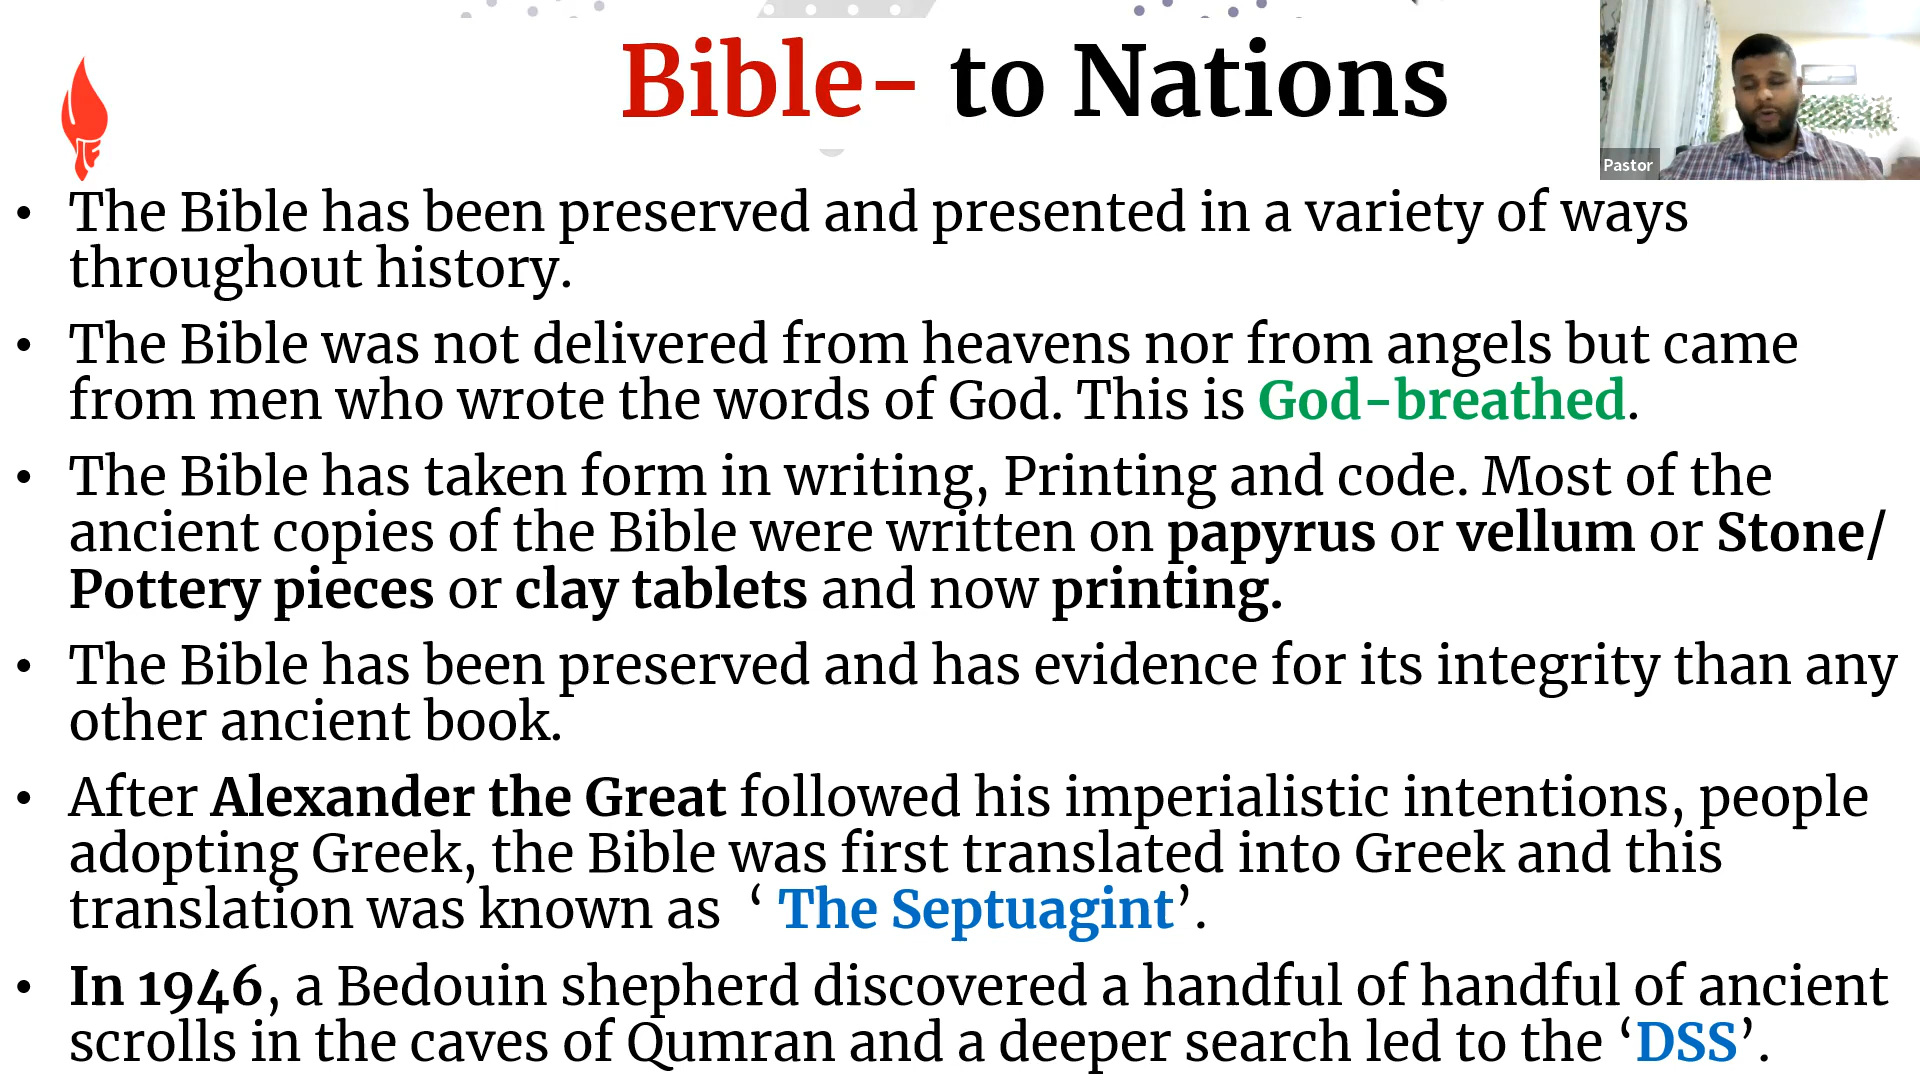 Bible- to Nations
Pastor
• The Bible has been preserved and presented in a variety of ways
throughout history.
• The Bible was not delivered from heavens nor from angels but came
from men who wrote the words of God. This is God-breathed.
• The Bible has taken form in writing, Printing and code. Most of the
ancient copies of the Bible were written on papyrus or vellum or Stone/
Pottery pieces or clay tablets and now printing.
• The Bible has been preserved and has evidence for its integrity than any
other ancient book.
• After Alexander the Great followed his imperialistic intentions, people
adopting Greek, the Bible was first translated into Greek and this
translation was known as ‘ The Septuagint’.
• In 1946, a Bedouin shepherd discovered a handful of handful of ancient
scrolls in the caves of Qumran and a deeper search led to the ‘DSS’.